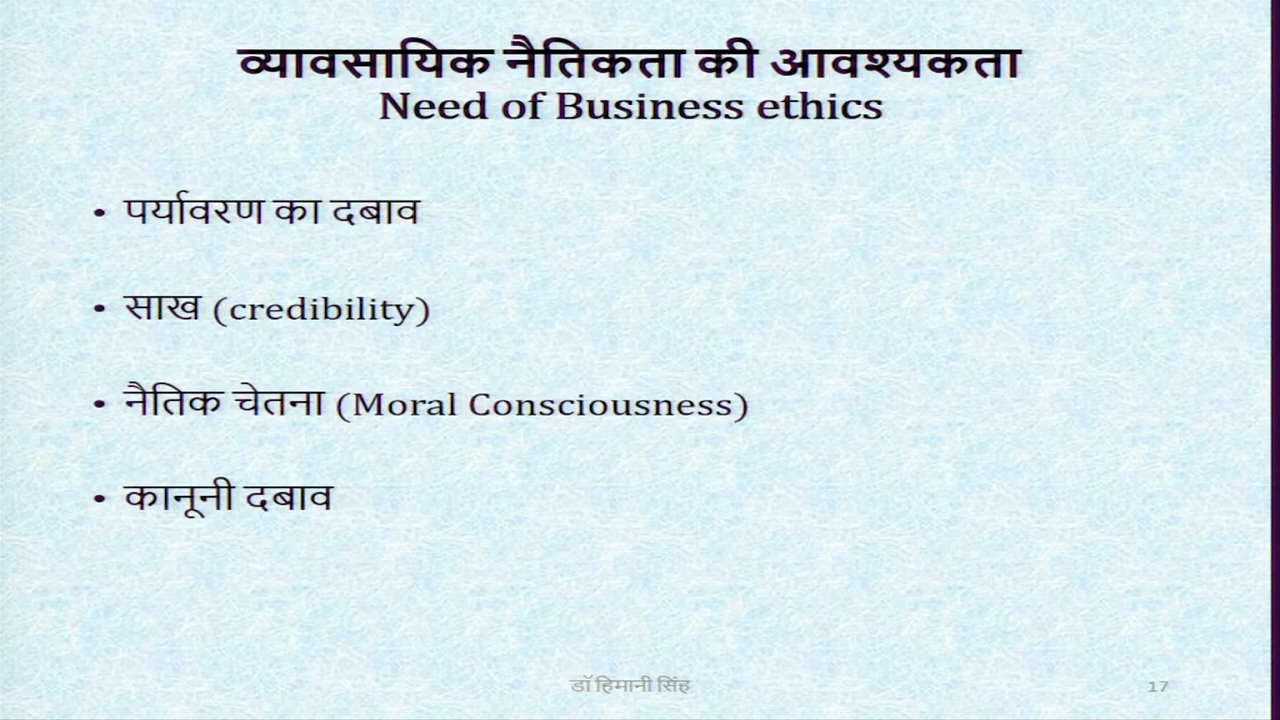 व्यावसायिक नैतिकता की आवश्यकता
Need of Business ethics
• पर्यावरण का दबाव
• साख (credibility)
• नैतिक चेतना (Moral Consciousness)
• कानूनी दबाव
डॉ हिमानी सिंह
17